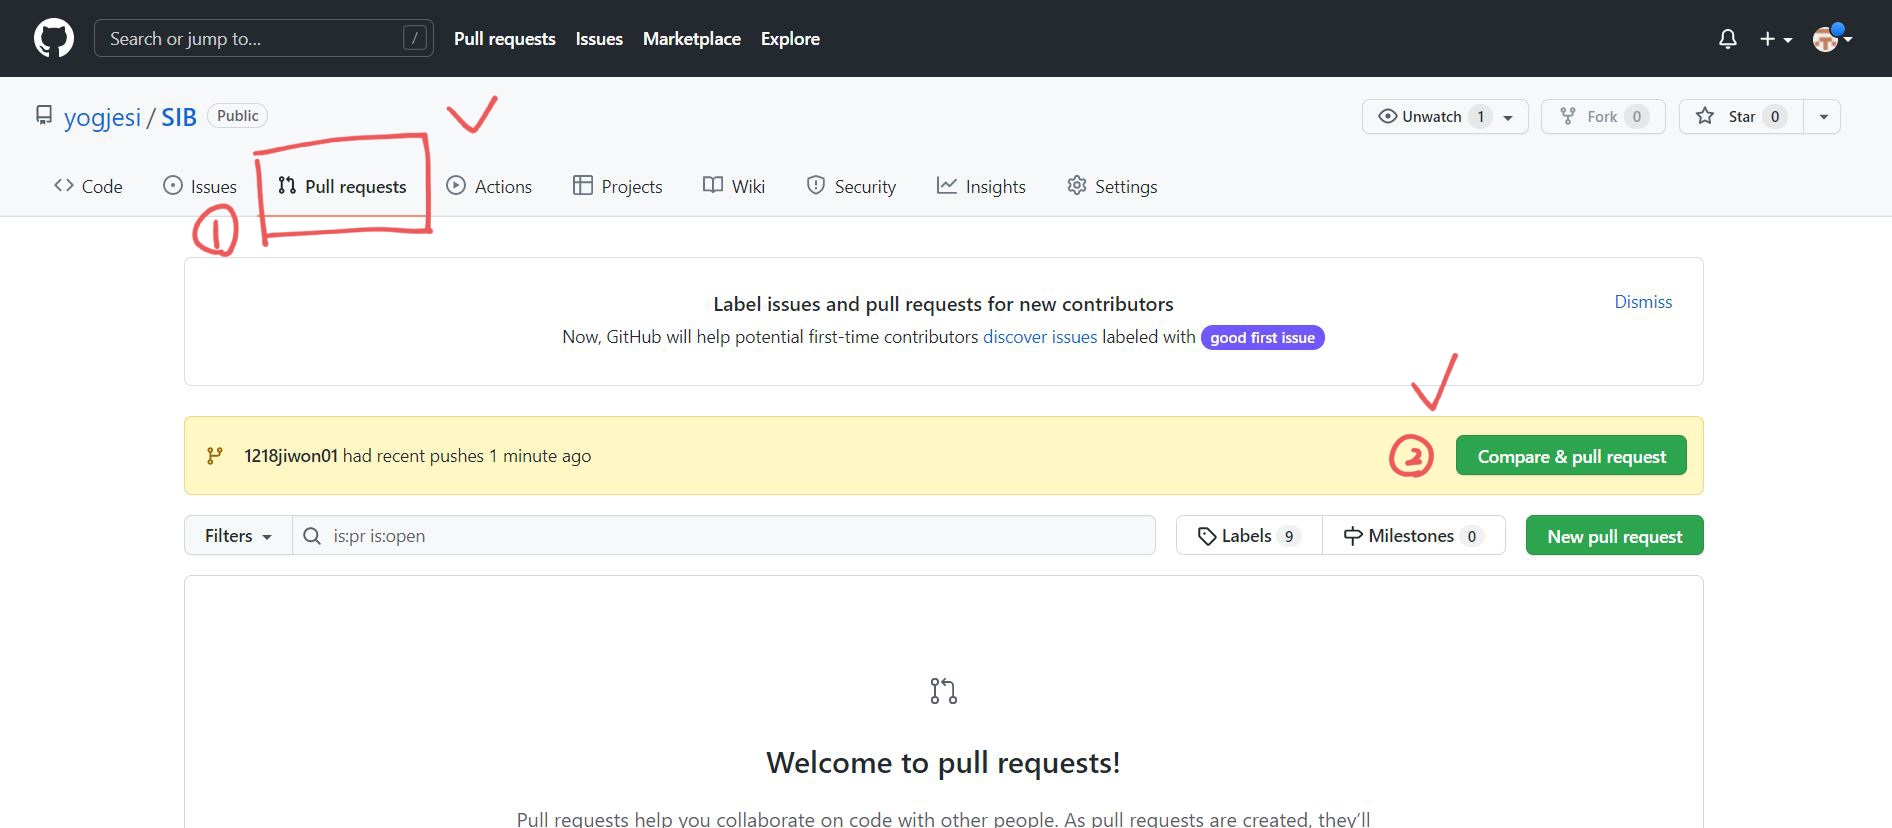 Search or jump to... / Pull requests Issues Marketplace Explore
yogjesi / SIB Public Unwatch 1 Fork 0 Star 0
Code Issues Pull requests Actions Projects Wiki Security Insights Settings
1
Label issues and pull requests for new contributors Dismiss
Now, GitHub will help potential first-time contributors discover issues labeled with good first issue
1218jiwon01 had recent pushes 1 minute ago 2 Compare & pull request
Filters is:pr is:open Labels 9 Milestones 0 New pull request
Welcome to pull requests!
Pull requests help you collaborate on code with other people. As pull requests are created, they'll